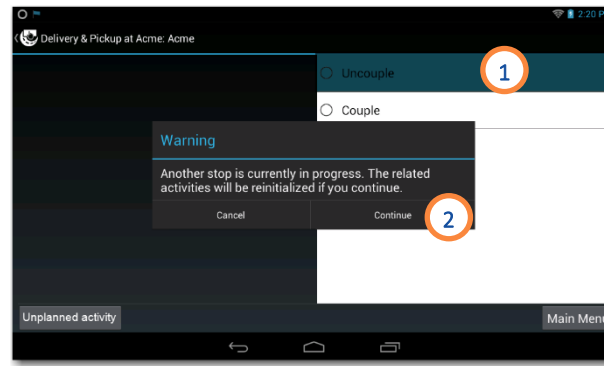 2:20 P
Delivery & Pickup at Acme: Acme
Uncouple
1
Couple
Warning
Another stop is currently in progress. The related
activities will be reinitialized if you continue.
Cancel
Continue
2
Unplanned activity
Main Menu